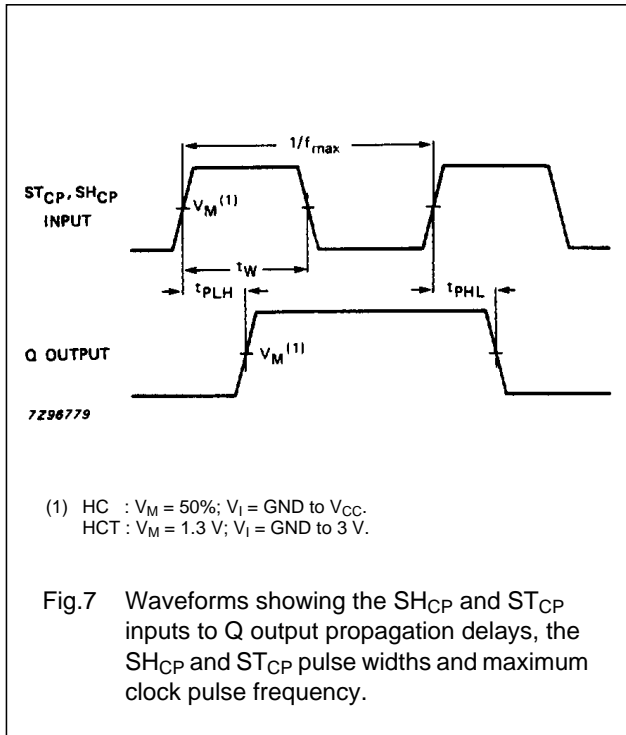 1/fmax
STCP, SHCP
INPUT
VM(1)
tW
tPLH
tPHL
Q OUTPUT
VM(1)
7Z96779
(1) HC : VM = 50%; VI = GND to VCC.
HCT : VM = 1.3 V; VI = GND to 3 V.
Fig.7 Waveforms showing the SHCP and STCP
inputs to Q output propagation delays, the
SHCP and STCP pulse widths and maximum
clock pulse frequency.